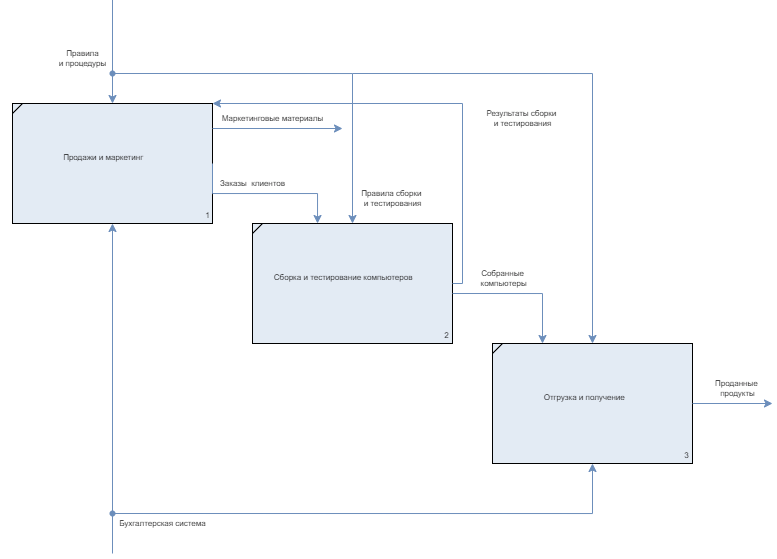 Правила
и процедуры
Результаты сборки
и тестирования
Маркетинговые материалы
Продажи и маркетинг
Заказы клиентов
1
Правила сборки
и тестирования
Сборка и тестирование компьютеров
2
Собранные
компьютеры
Отгрузка и получение
3
Проданные
продукты
Бухгалтерская система